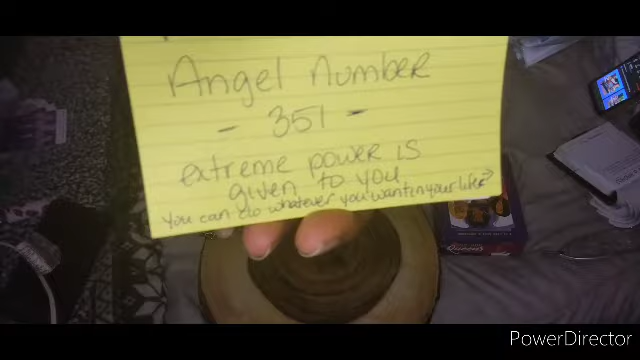 Angel Number
- 351 -
extreme power is
given to you
You can do whatever you want in your life
PowerDirector